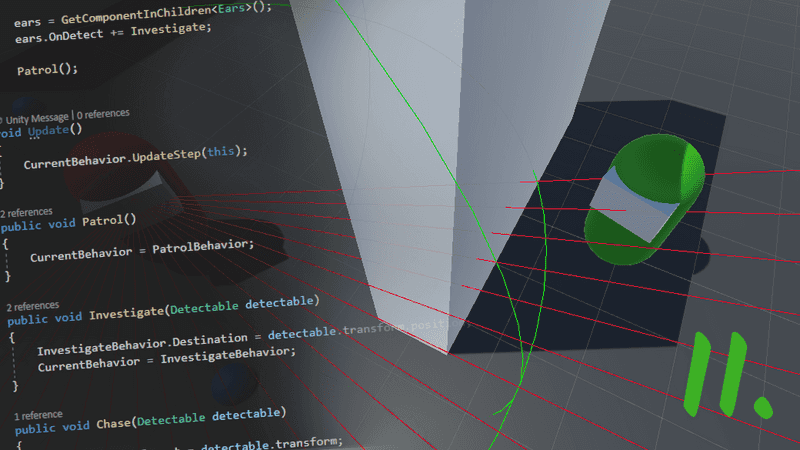 ears = GetComponentInChildren<Ears>();
ears.OnDetect += Investigate;
Patrol();
Unity Message | 0 references
void Update()
{
CurrentBehavior.UpdateStep(this);
}
2 references
public void Patrol()
{
CurrentBehavior = PatrolBehavior;
}
2 references
public void Investigate(Detectable detectable)
{
InvestigateBehavior.Destination = detectable.transform.position;
CurrentBehavior = InvestigateBehavior;
}
1 reference
public void Chase(Detectable detectable)
{
= detectable.transform;
11.